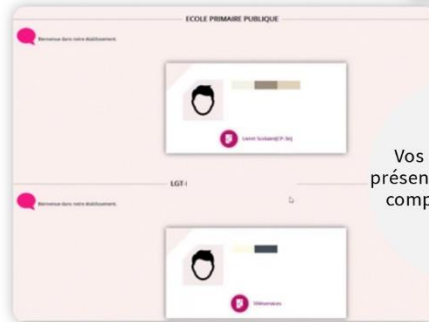 ECOLE PRIMAIRE PUBLIQUE
Bienvenue dans votre établissement.
Livret Scolaire(CP-3e)
Vos
présen
comp
LGT-
Bienvenue dans votre établissement.
Téléservices